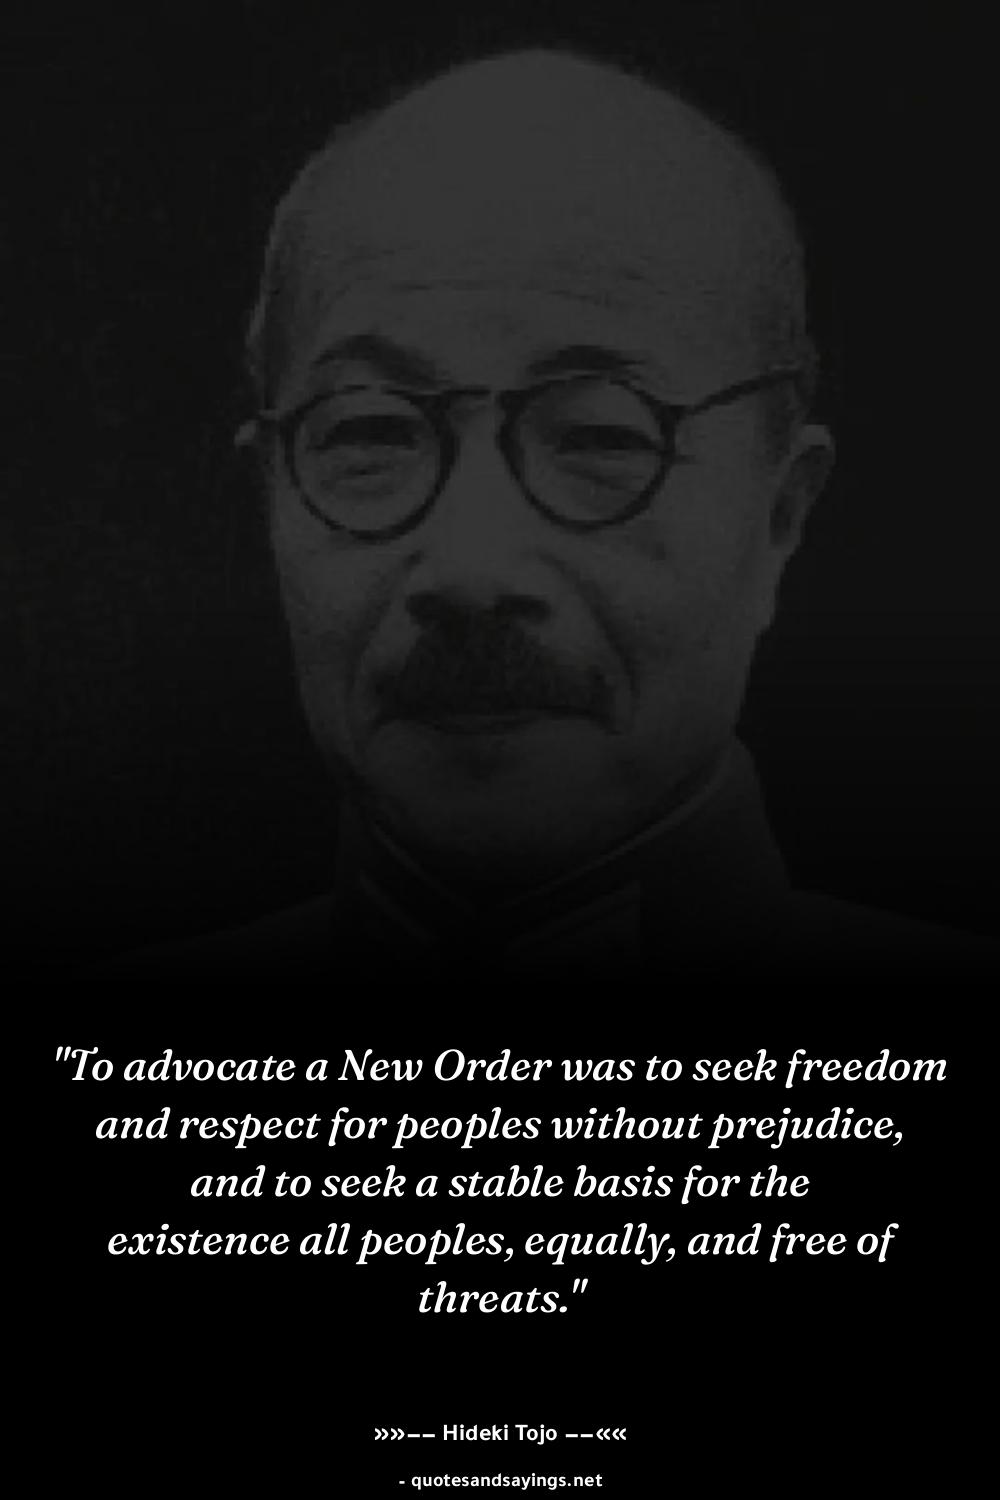 "To advocate a New Order was to seek freedom
and respect for peoples without prejudice,
and to seek a stable basis for the
existence all peoples, equally, and free of
threats."
»»—— Hideki Tojo ——««
- quotesandsayings.net